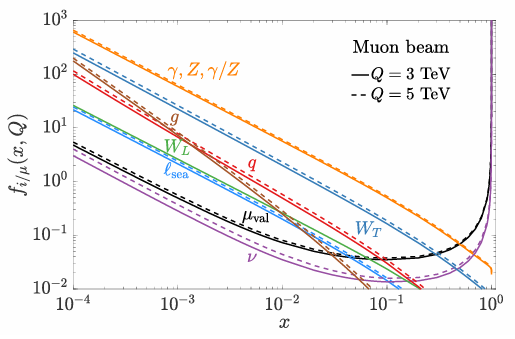 10³
10²
10¹
10⁰
10⁻¹
10⁻²
f_{i/μ}(x, Q)
γ, Z, γ/Z
Muon beam
Q = 3 TeV
Q = 5 TeV
g
W_L
q
ℓ_sea
μ_val
W_T
ν
10⁻⁴
10⁻³
10⁻²
10⁻¹
10⁰
x